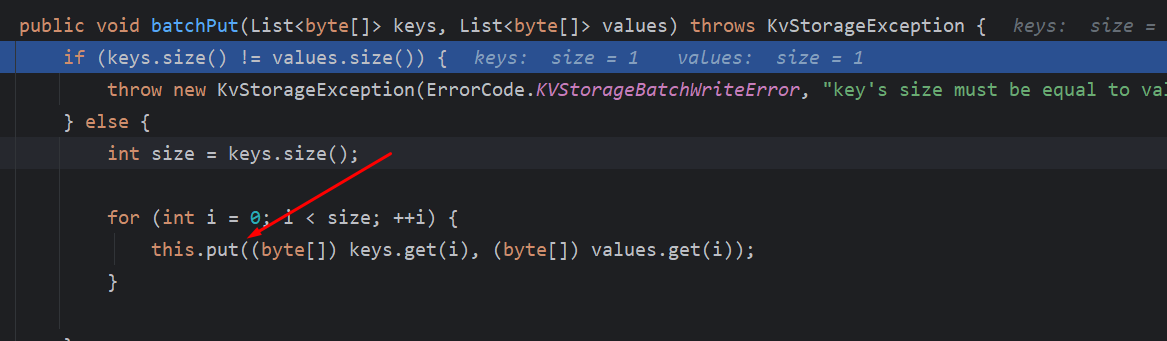 public void batchPut(List<byte[]> keys, List<byte[]> values) throws KvStorageException {   keys:  size =
if (keys.size() != values.size()) {   keys:  size = 1   values:  size = 1
throw new KvStorageException(ErrorCode.KVStorageBatchWriteError, "key's size must be equal to val
} else {
int size = keys.size();
for (int i = 0; i < size; ++i) {
this.put((byte[]) keys.get(i), (byte[]) values.get(i));
}
}